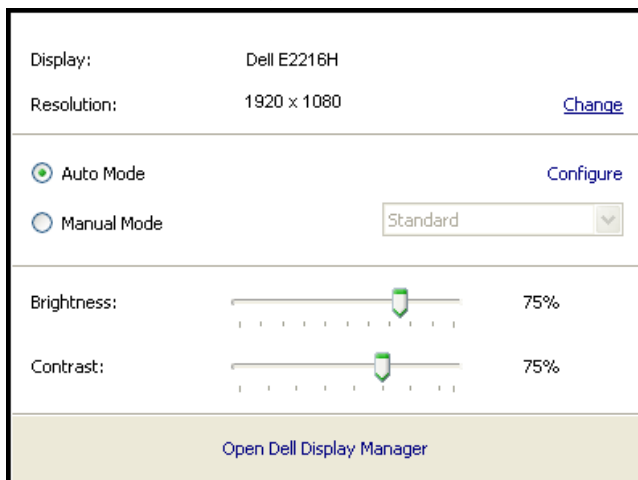 Display: Dell E2216H
Resolution: 1920 x 1080 Change
Auto Mode Configure
Manual Mode Standard
Brightness: 75%
Contrast: 75%
Open Dell Display Manager